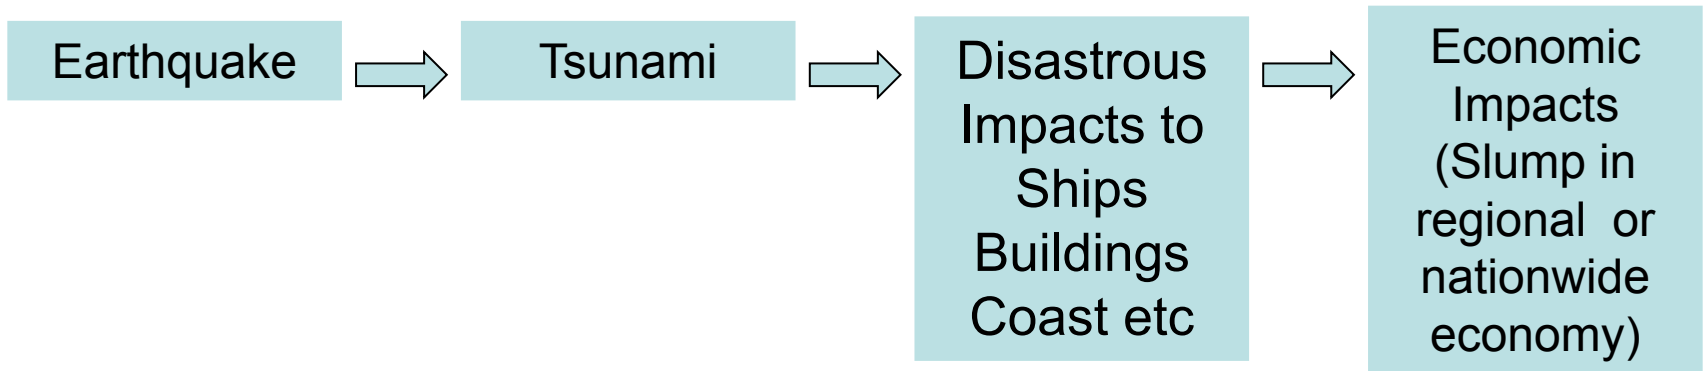 Earthquake
Tsunami
Disastrous
Impacts to
Ships
Buildings
Coast etc
Economic
Impacts
(Slump in
regional  or
nationwide
economy)